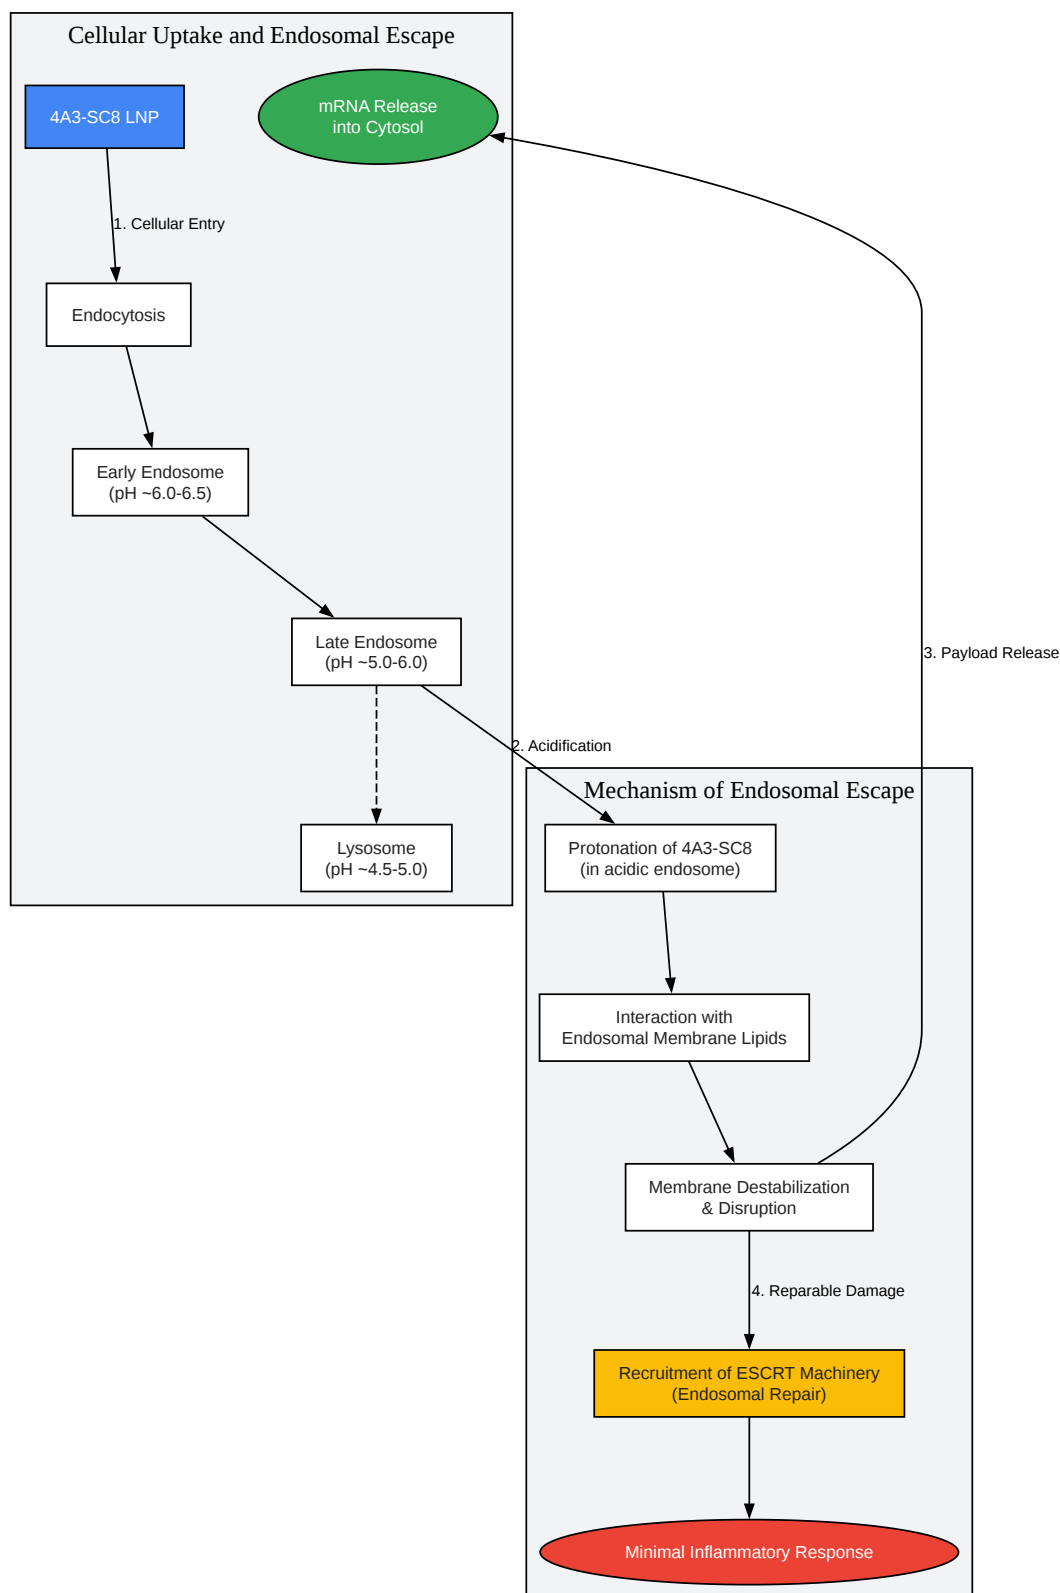 Cellular Uptake and Endosomal Escape
4A3-SC8 LNP
mRNA Release
into Cytosol
1. Cellular Entry
Endocytosis
Early Endosome
(pH ~6.0-6.5)
Late Endosome
(pH ~5.0-6.0)
3. Payload Release
2. Acidification
Lysosome
(pH ~4.5-5.0)
Mechanism of Endosomal Escape
Protonation of 4A3-SC8
(in acidic endosome)
Interaction with
Endosomal Membrane Lipids
Membrane Destabilization
& Disruption
4. Reparable Damage
Recruitment of ESCRT Machinery
(Endosomal Repair)
Minimal Inflammatory Response